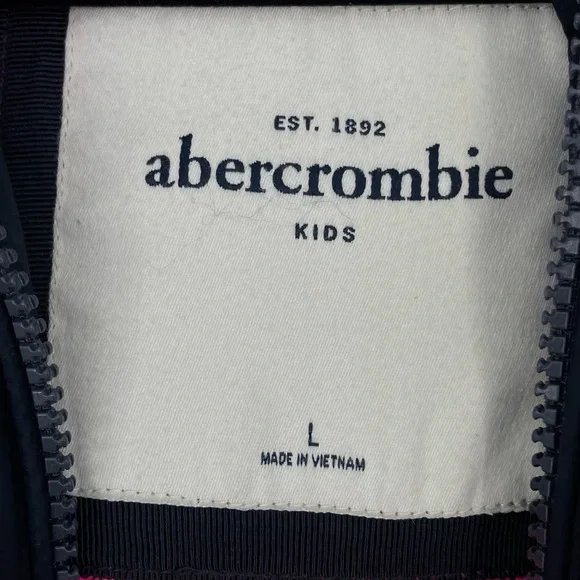 EST. 1892
abercrombie
KIDS
L
MADE IN VIETNAM